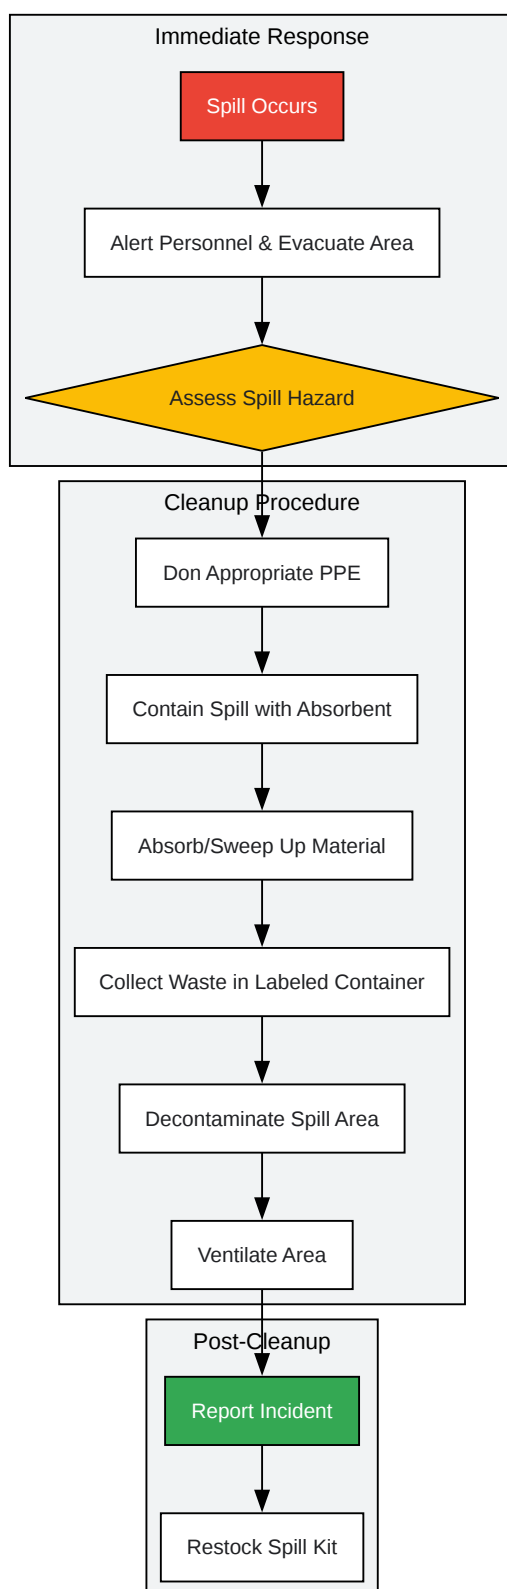 Immediate Response
Spill Occurs
Alert Personnel & Evacuate Area
Assess Spill Hazard
Cleanup Procedure
Don Appropriate PPE
Contain Spill with Absorbent
Absorb/Sweep Up Material
Collect Waste in Labeled Container
Decontaminate Spill Area
Ventilate Area
Post-Cleanup
Report Incident
Restock Spill Kit